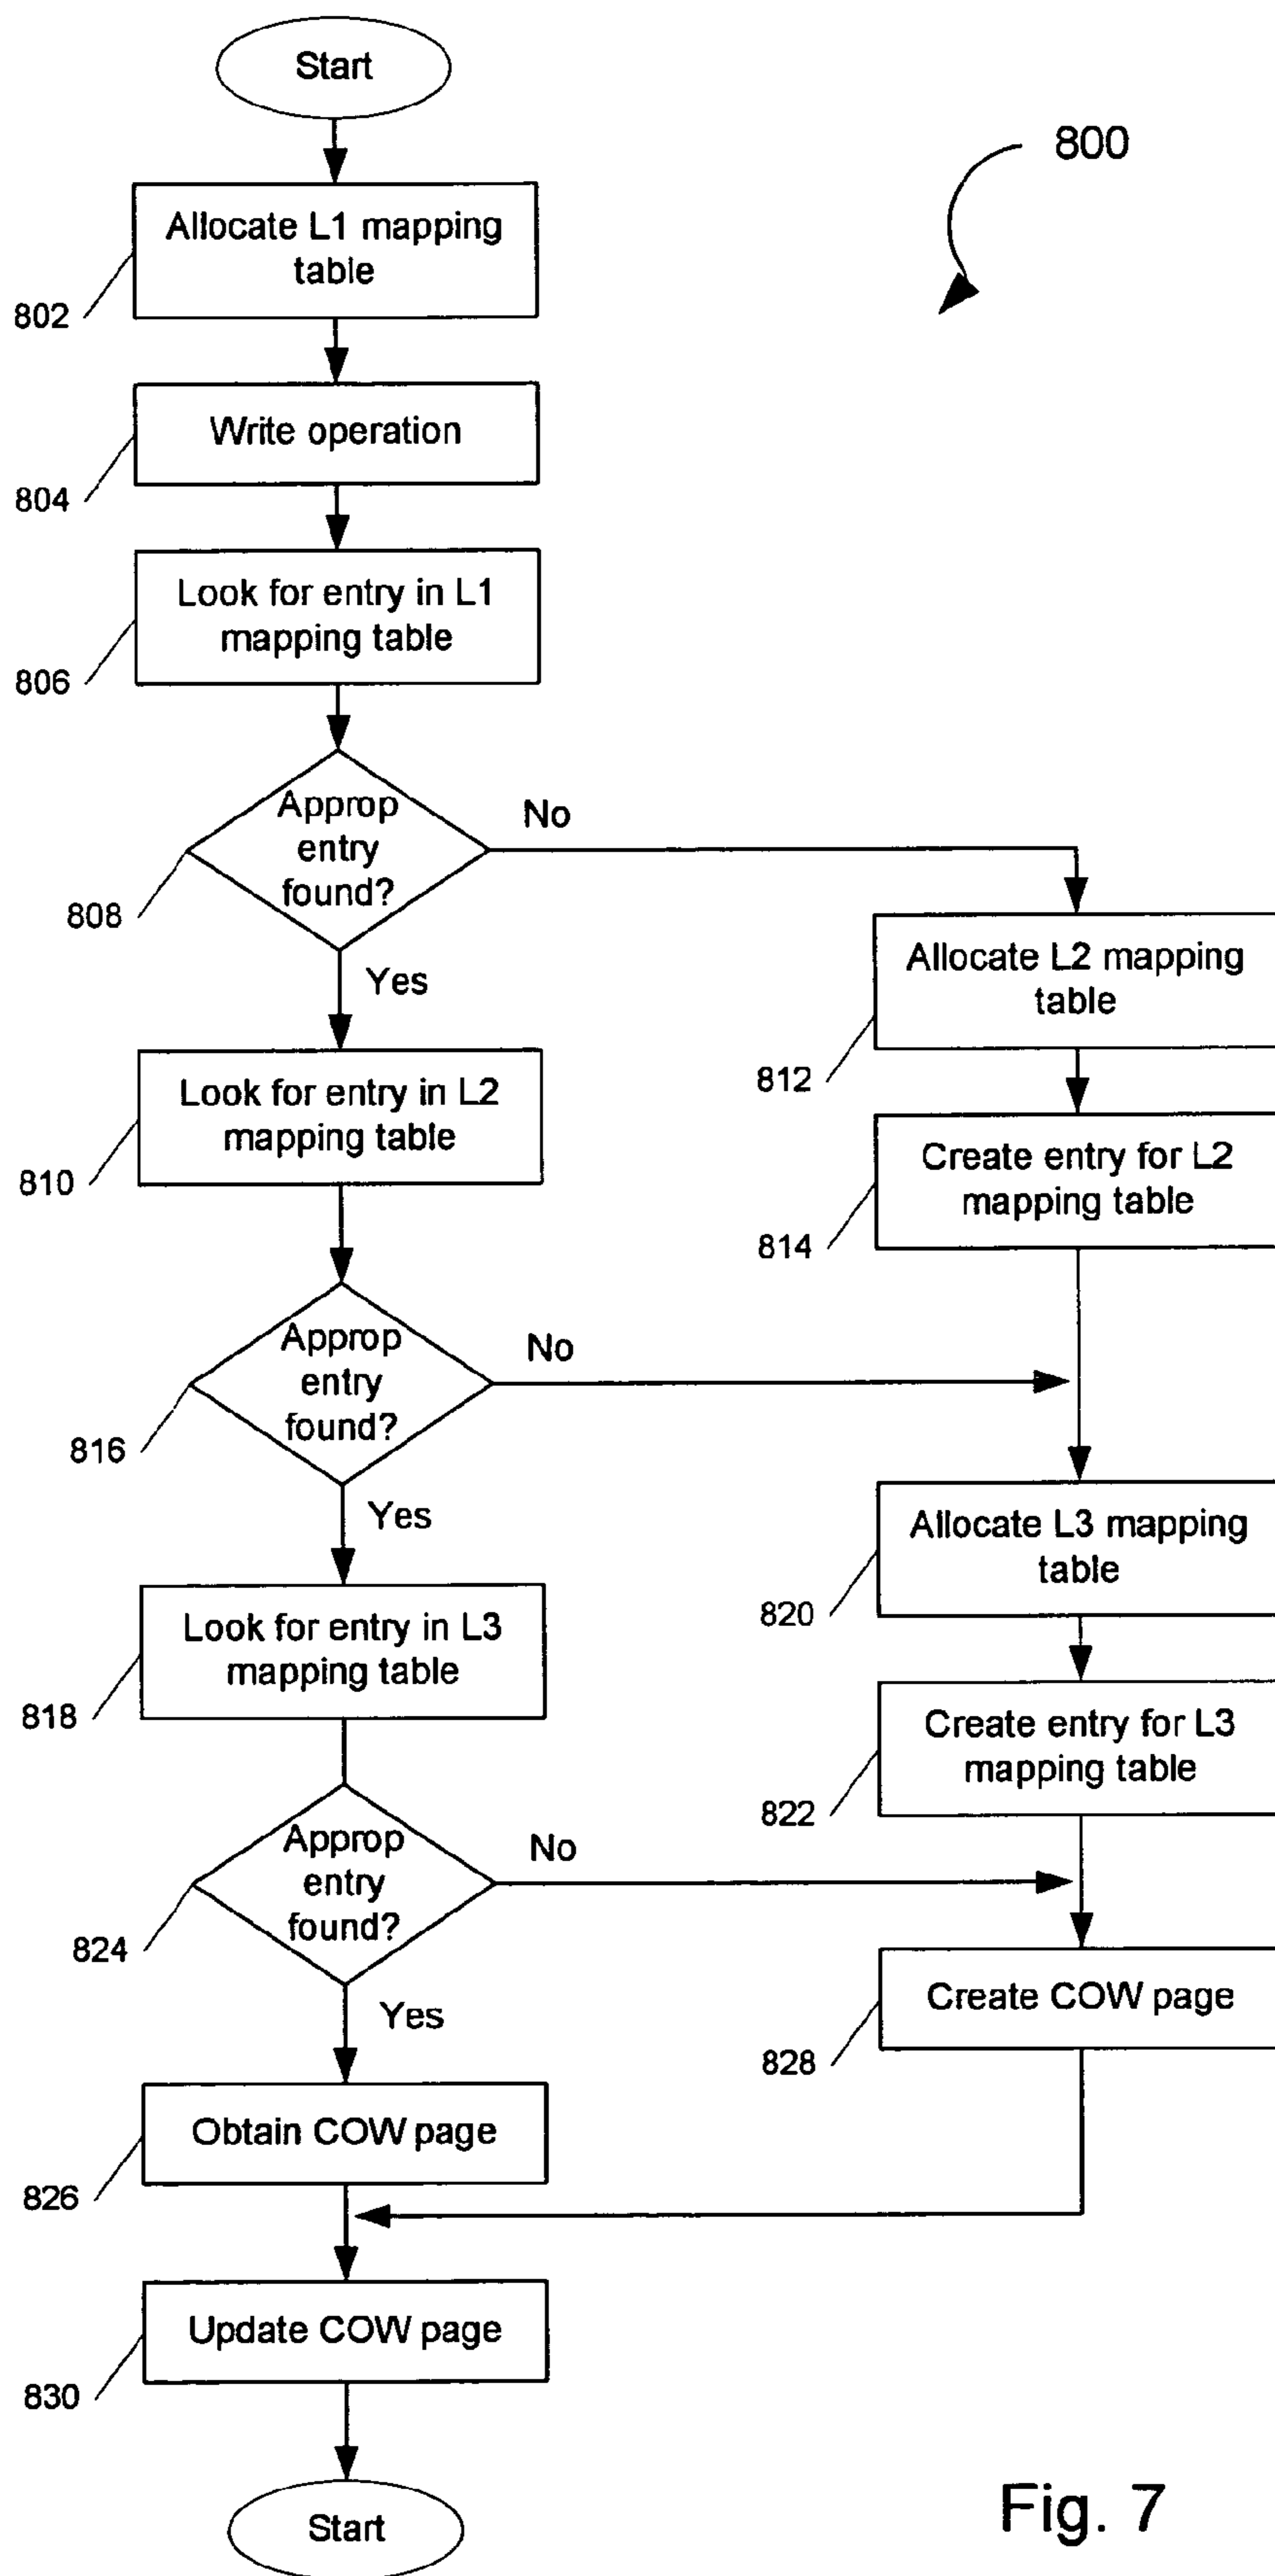 Start
800
Allocate L1 mapping
table
802
Write operation
804
Look for entry in L1
mapping table
806
Approp
entry
found?
No
808
Yes
Allocate L2 mapping
table
812
Look for entry in L2
mapping table
810
Create entry for L2
mapping table
814
Approp
entry
found?
No
816
Yes
Allocate L3 mapping
table
820
Look for entry in L3
mapping table
818
Create entry for L3
mapping table
822
Approp
entry
found?
No
824
Yes
Create COW page
828
Obtain COW page
826
Update COW page
830
Start
Fig. 7